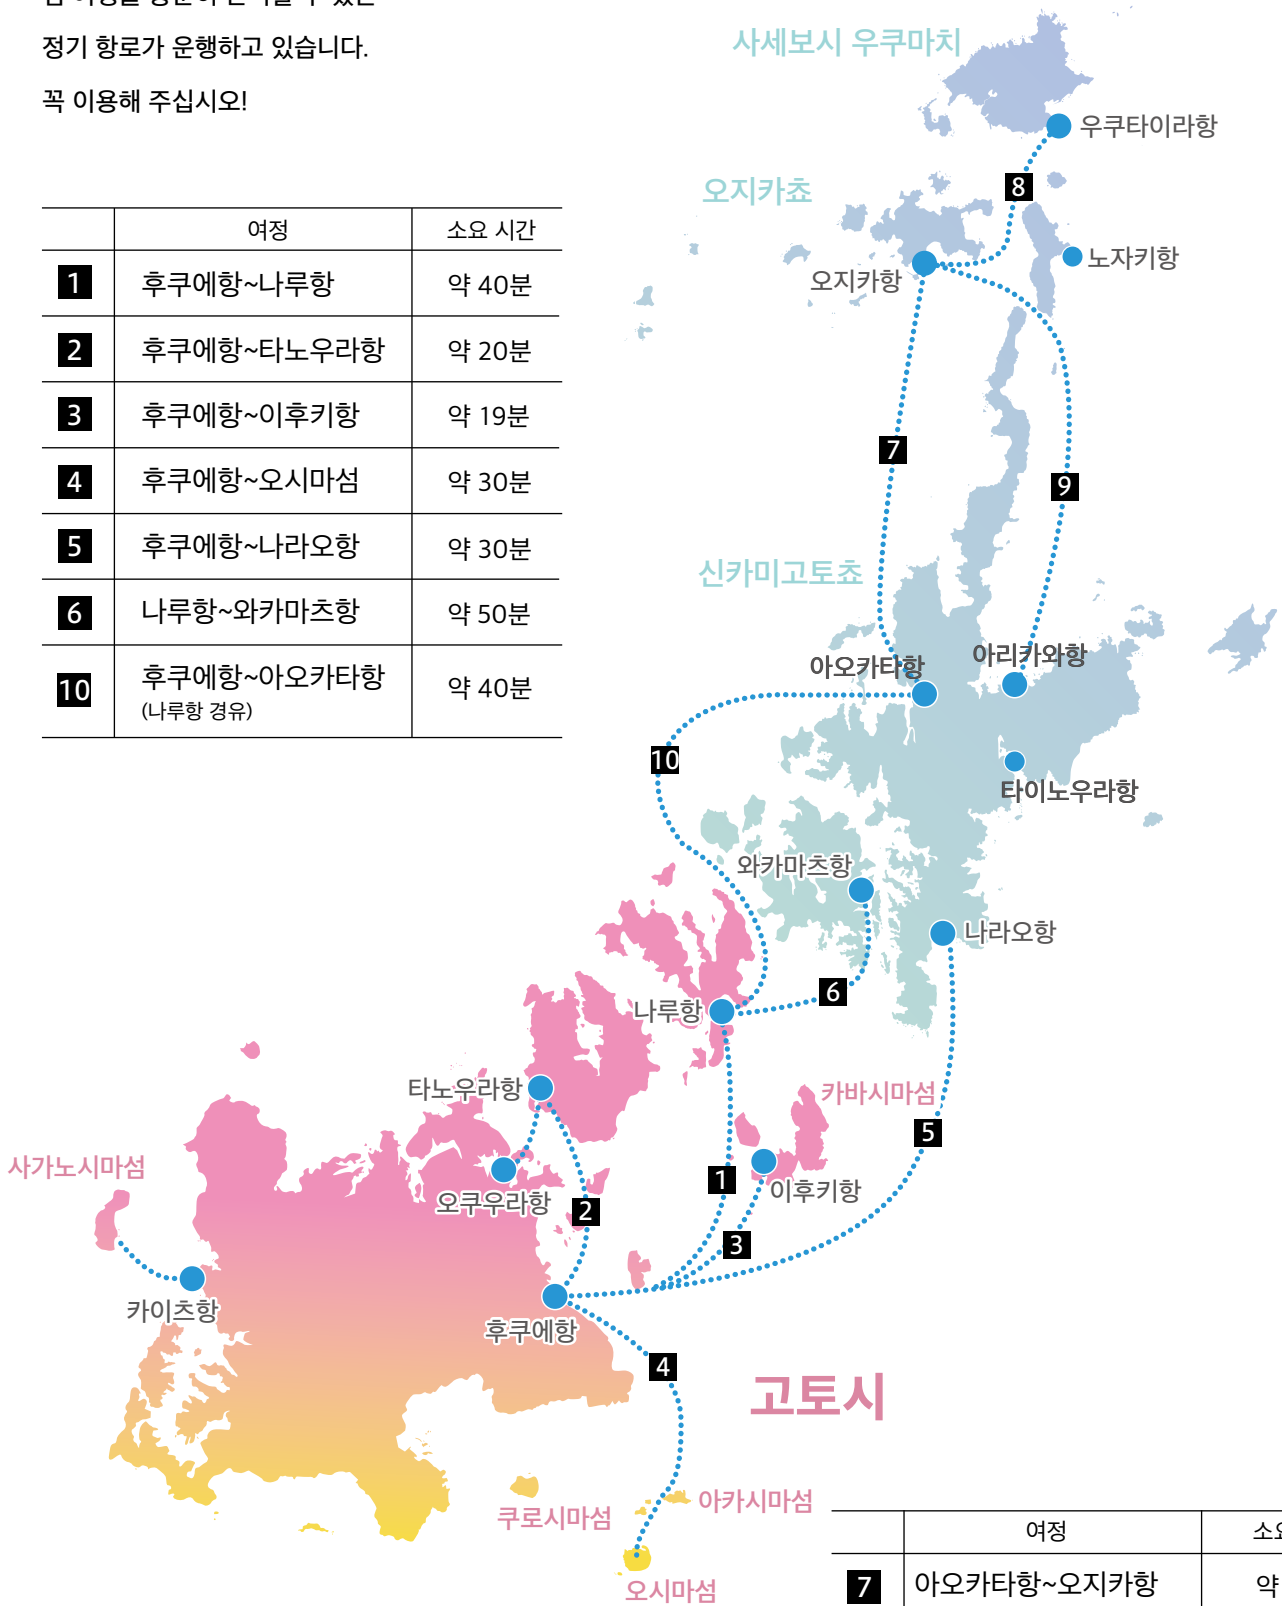 정기 항로가 운행하고 있습니다.
꼭 이용해 주십시오!
여정 소요 시간
1 후쿠에항~나루항 약 40분
2 후쿠에항~타노우라항 약 20분
3 후쿠에항~이후키항 약 19분
4 후쿠에항~오시마섬 약 30분
5 후쿠에항~나라오항 약 30분
6 나루항~와카마츠항 약 50분
10 후쿠에항~아오카타항 약 40분
(나루항 경유)
사세보시 우쿠마치
우쿠타이라항
8
오지카쵸
노자키항
오지카항
7
9
신카미고토쵸
아오카타항
아리카와항
10
타이노우라항
와카마츠항
나라오항
6
나루항
타노우라항
카바시마섬
5
사가노시마섬
1
이후키항
오쿠우라항
2
3
카이츠항
후쿠에항
4
고토시
아카시마섬
쿠로시마섬
오시마섬
여정
7 아오카타항~오지카항 약